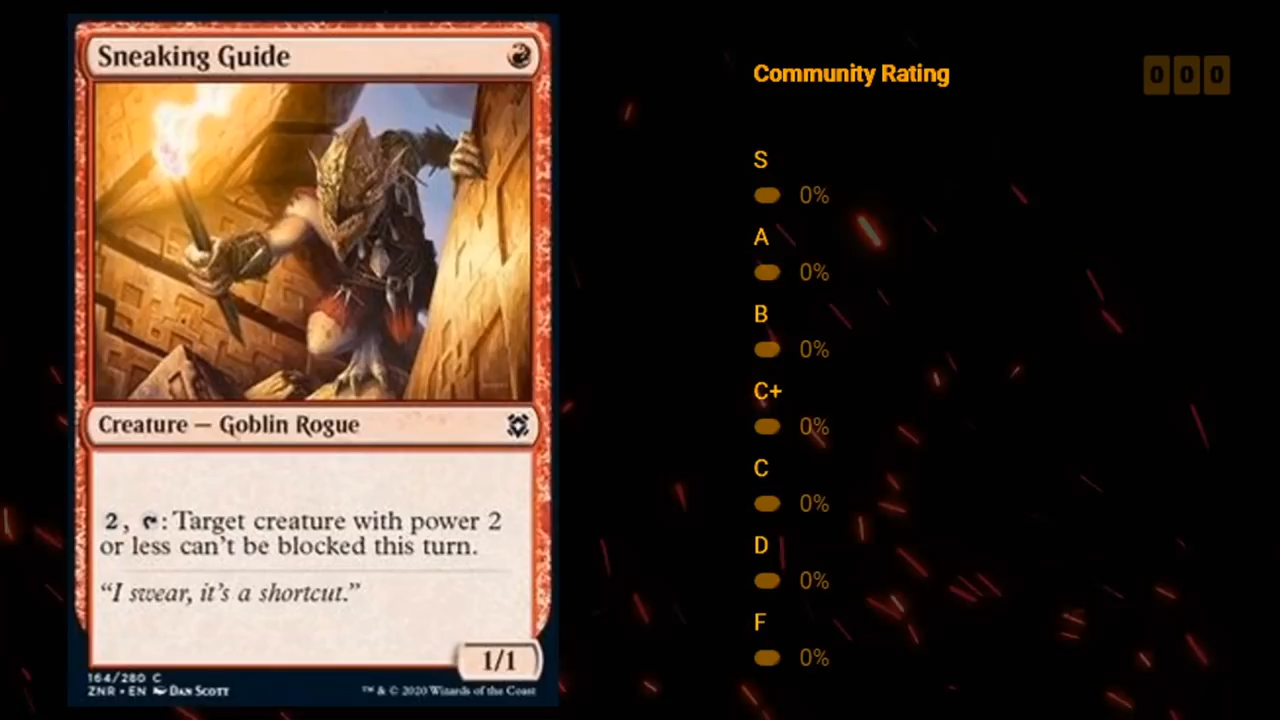 Sneaking Guide
Creature — Goblin Rogue
2, : Target creature with power 2
or less can't be blocked this turn.
“I swear, it's a shortcut.”
1/1
164/280 C
ZNR • EN Dan Scott
™ & © 2020 Wizards of the Coast
Community Rating
0 0 0
S
0%
A
0%
B
0%
C+
0%
C
0%
D
0%
F
0%